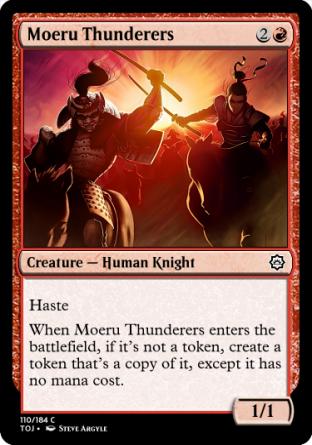 Moeru Thunderers 2
Creature — Human Knight
Haste
When Moeru Thunderers enters the
battlefield, if it's not a token, create a
token that's a copy of it, except it has
no mana cost.
1/1
110/184 C
TOJ • Steve Argyle